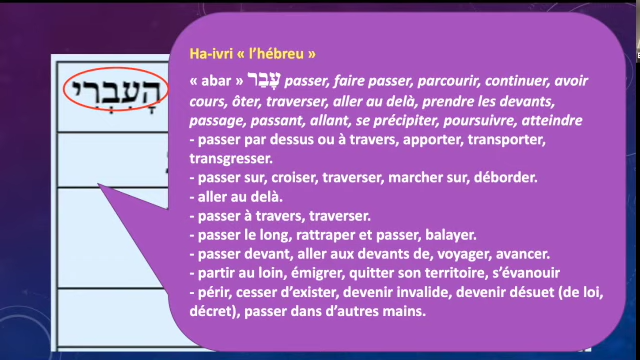 הָעִבְרִי
Ha-ivri « l’hébreu »
« abar » עָבַר passer, faire passer, parcourir, continuer, avoir
cours, ôter, traverser, aller au delà, prendre les devants,
passage, passant, allant, se précipiter, poursuivre, atteindre
- passer par dessus ou à travers, apporter, transporter,
transgresser.
- passer sur, croiser, traverser, marcher sur, déborder.
- aller au delà.
- passer à travers, traverser.
- passer le long, rattraper et passer, balayer.
- passer devant, aller aux devants de, voyager, avancer.
- partir au loin, émigrer, quitter son territoire, s’évanouir
- périr, cesser d’exister, devenir invalide, devenir désuet (de loi,
décret), passer dans d’autres mains.